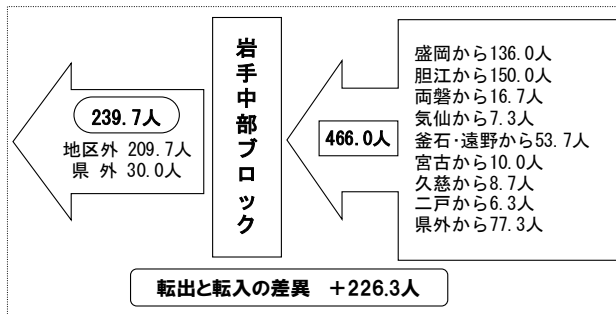 239.7人
地区外 209.7人
県 外 30.0人
岩手中部ブロック
466.0人
盛岡から136.0人
胆江から150.0人
両磐から16.7人
気仙から7.3人
釜石・遠野から53.7人
宮古から10.0人
久慈から8.7人
二戸から6.3人
県外から77.3人
転出と転入の差異 +226.3人